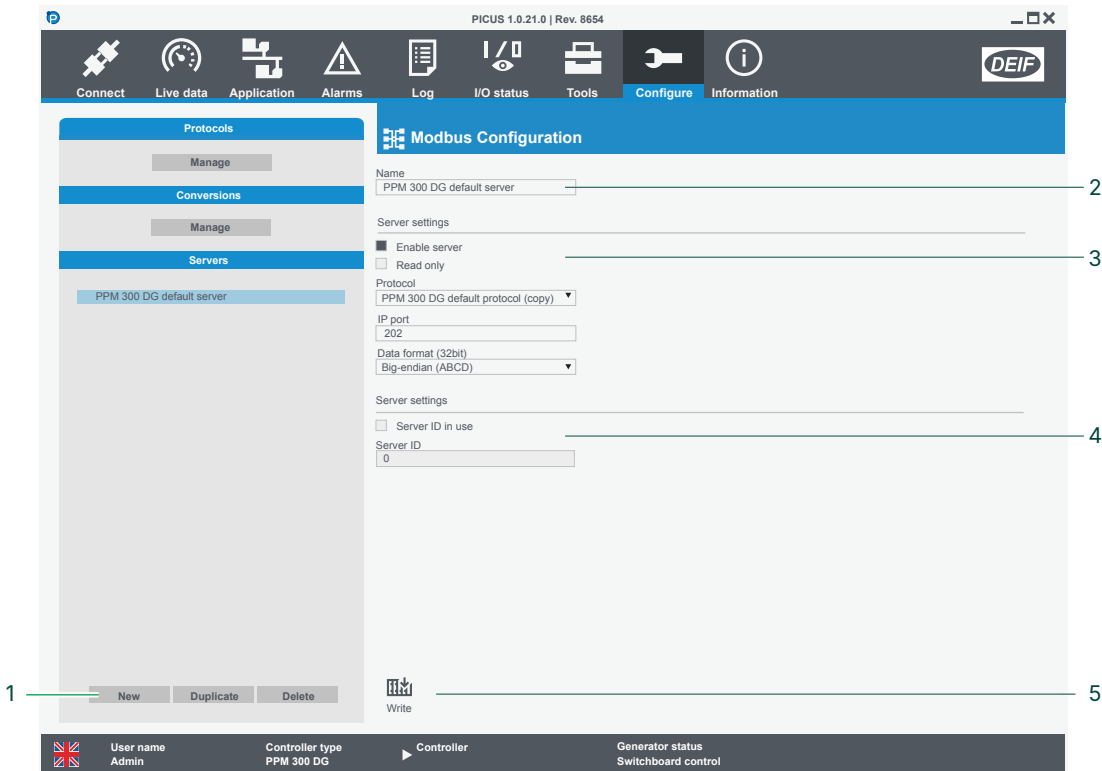 PICUS 1.0.21.0 | Rev. 8654
Connect Live data Application Alarms Log I/O status Tools Configure Information
DEIF
Protocols
Manage
Conversions
Manage
Servers
PPM 300 DG default server
New Duplicate Delete
Modbus Configuration
Name
PPM 300 DG default server
Server settings
Enable server
Read only
Protocol
PPM 300 DG default protocol (copy)
IP port
202
Data format (32bit)
Big-endian (ABCD)
Server settings
Server ID in use
Server ID
0
Write
1
2
3
4
5
User name Controller type Controller Generator status
Admin PPM 300 DG Switchboard control